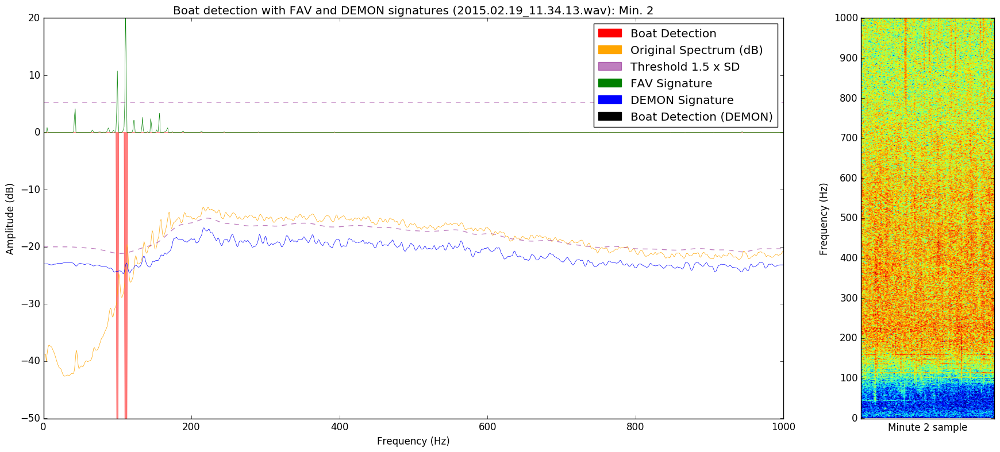 Boat detection with FAV and DEMON signatures (2015.02.19_11.34.13.wav): Min. 2
Boat Detection
Original Spectrum (dB)
Threshold 1.5 x SD
FAV Signature
DEMON Signature
Boat Detection (DEMON)
20
10
0
−10
−20
−30
−40
−50
Amplitude (dB)
0
200
400
600
800
1000
Frequency (Hz)
1000
900
800
700
600
500
400
300
200
100
0
Frequency (Hz)
Minute 2 sample